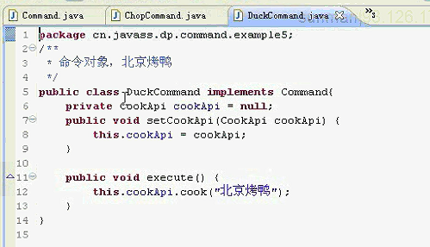 Command.java
ChopCommand.java
DuckCommand.java
1 package cn.javass.dp.command.example5;
2 /**
3 * 命令对象，北京烤鸭
4 */
5 public class DuckCommand implements Command{
6 private CookApi cookApi = null;
7 public void setCookApi(CookApi cookApi) {
8 this.cookApi = cookApi;
9 }
10
11 public void execute() {
12 this.cookApi.cook("北京烤鸭");
13 }
14 }
15